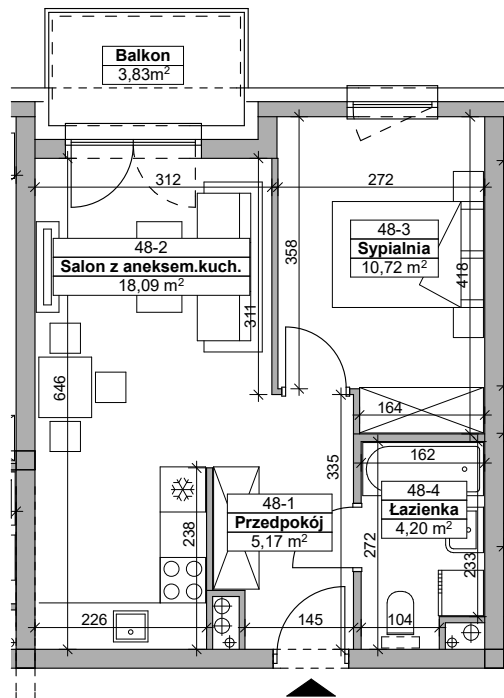 Balkon
3,83m²
312
272
48-2
Salon z aneksem.kuch.
18,09 m²
48-3
Sypialnia
10,72 m²
358
418
311
646
164
335
162
48-1
Przedpokój
5,17 m²
48-4
Łazienka
4,20 m²
238
272
233
226
145
104